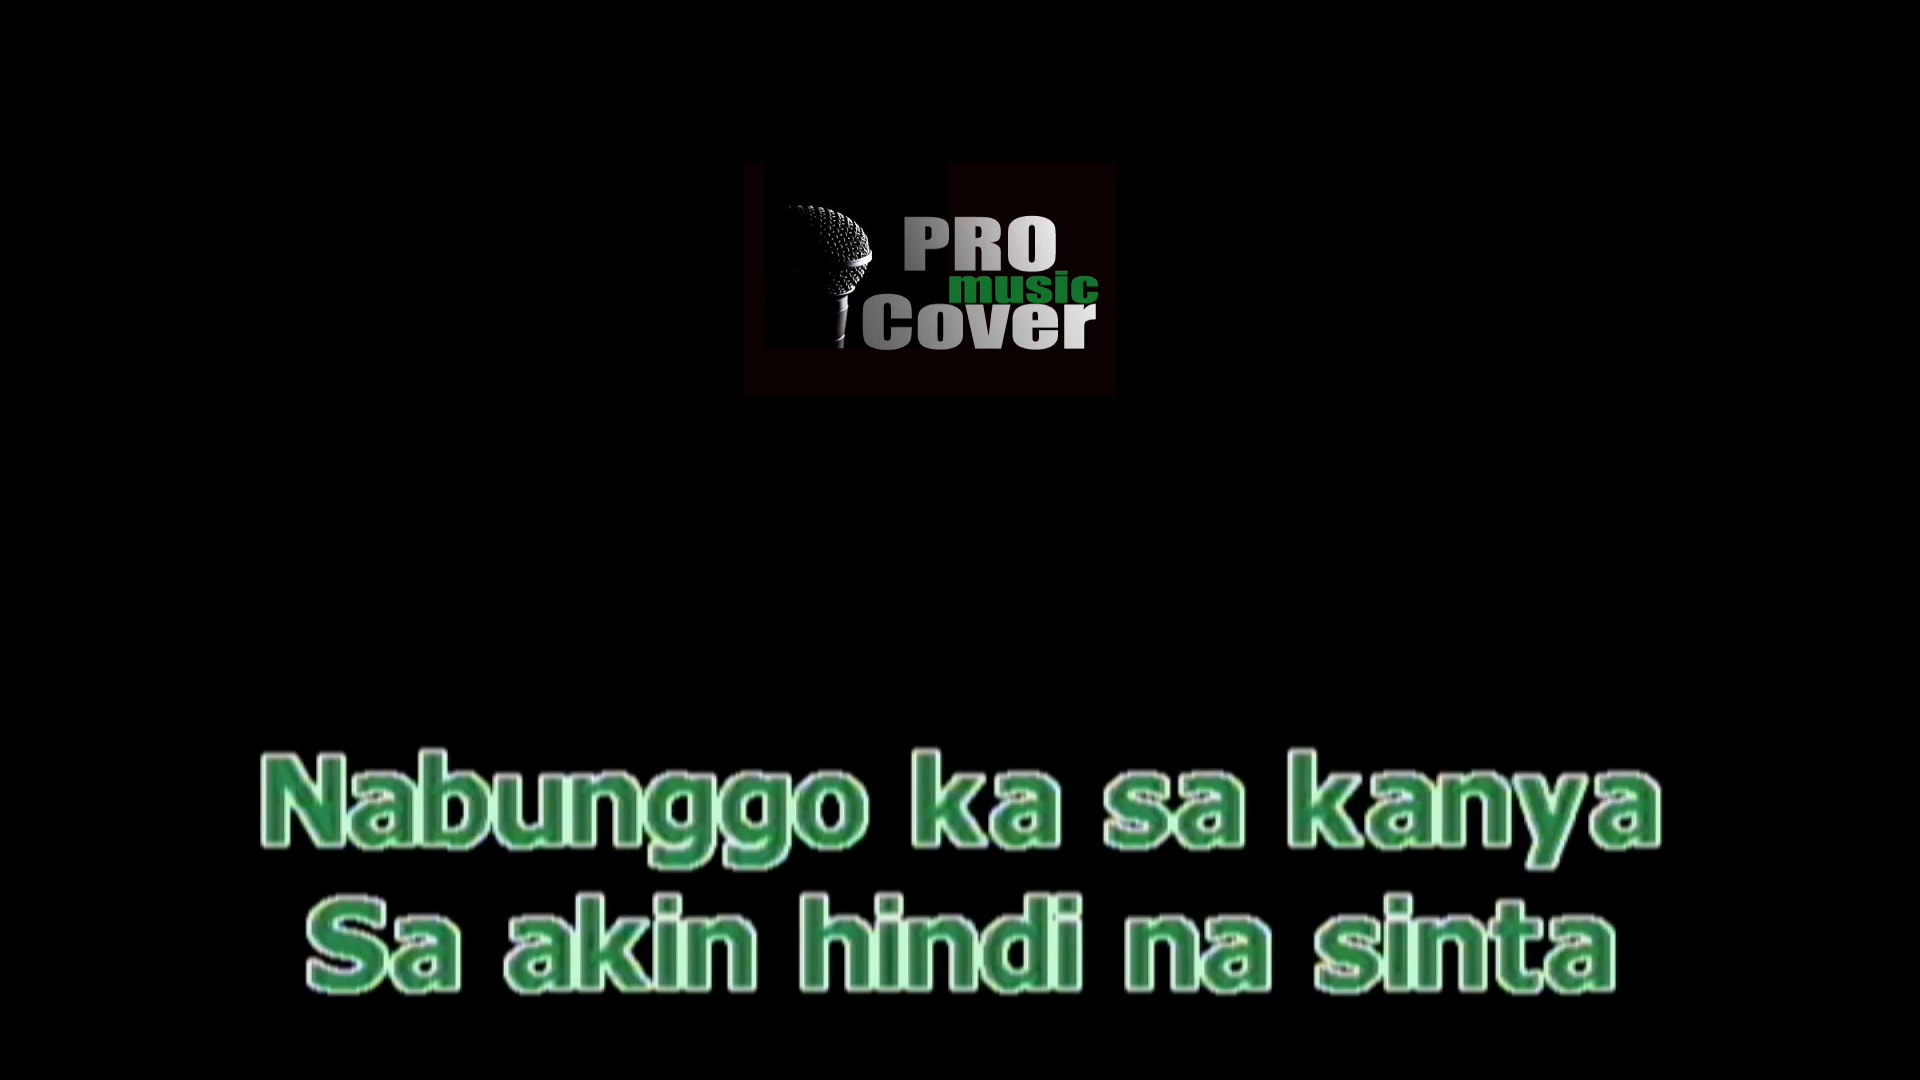 PRO
music
Cover
Nabunggo ka sa kanya
Sa akin hindi na sinta